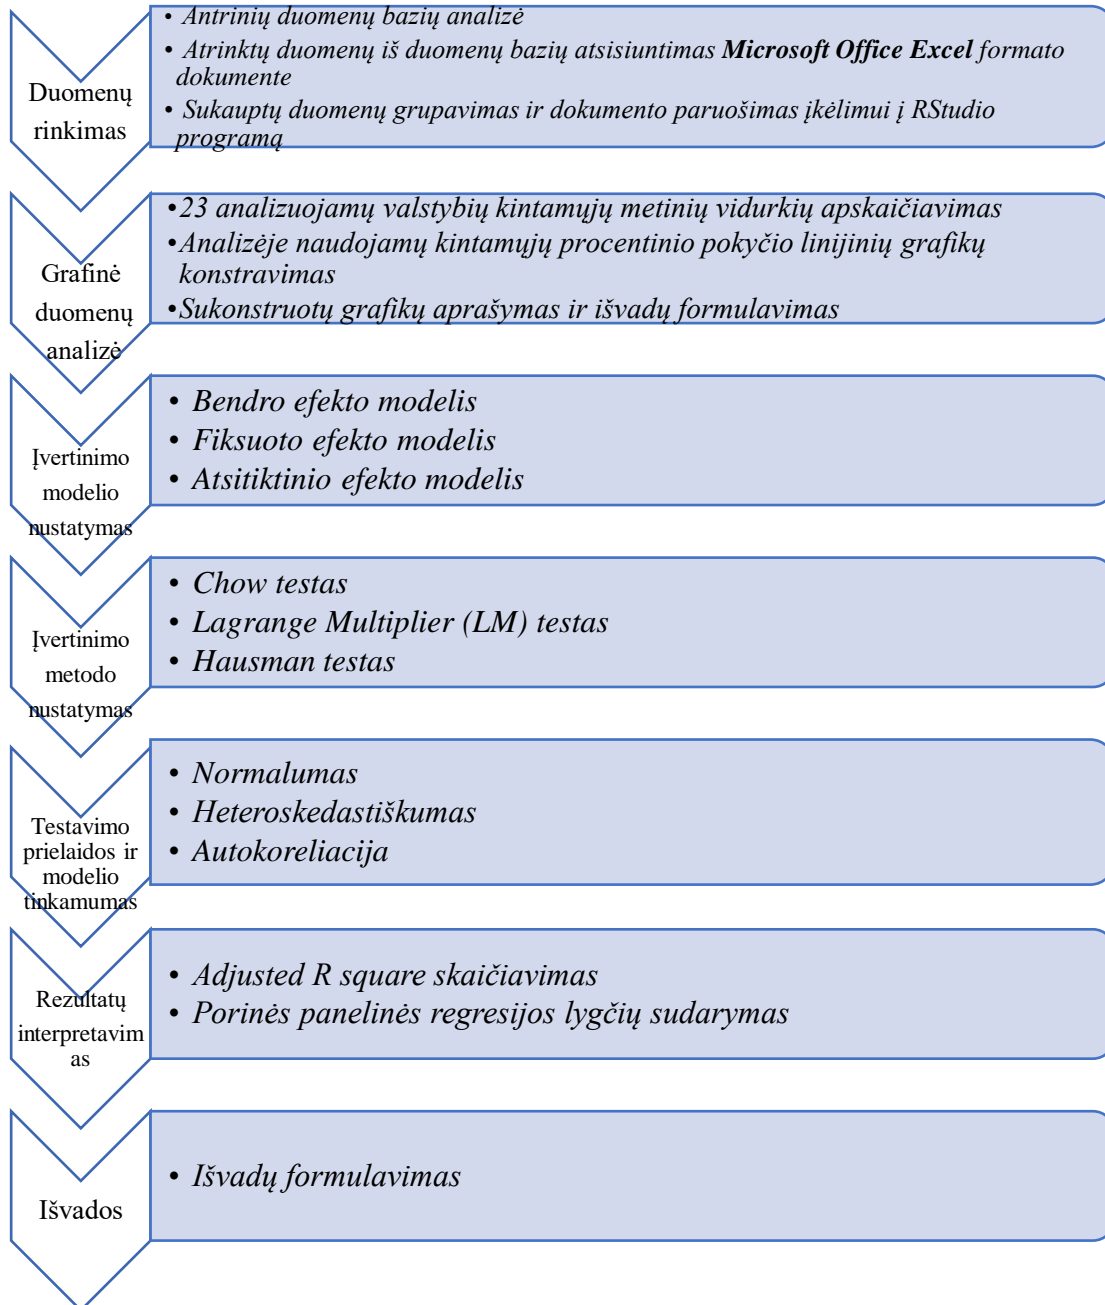 Duomenų
rinkimas
• Antrinių duomenų bazių analizė
• Atrinktų duomenų iš duomenų bazių atsisiuntimas Microsoft Office Excel formato
dokumente
• Sukauptų duomenų grupavimas ir dokumento paruošimas įkėlimui į RStudio
programą
Grafinė
duomenų
analizė
•23 analizuojamų valstybių kintamųjų metinių vidurkių apskaičiavimas
•Analizėje naudojamų kintamųjų procentinio pokyčio linijinių grafikų
konstravimas
•Sukonstruotų grafikų aprašymas ir išvadų formulavimas
Įvertinimo
modelio
nustatymas
• Bendro efekto modelis
• Fiksuoto efekto modelis
• Atsitiktinio efekto modelis
Įvertinimo
metodo
nustatymas
• Chow testas
• Lagrange Multiplier (LM) testas
• Hausman testas
Testavimo
prielaidos ir
modelio
tinkamumas
• Normalumas
• Heteroskedastiškumas
• Autokoreliacija
Rezultatų
interpretavim
as
• Adjusted R square skaičiavimas
• Porinės panelinės regresijos lygčių sudarymas
Išvados
• Išvadų formulavimas